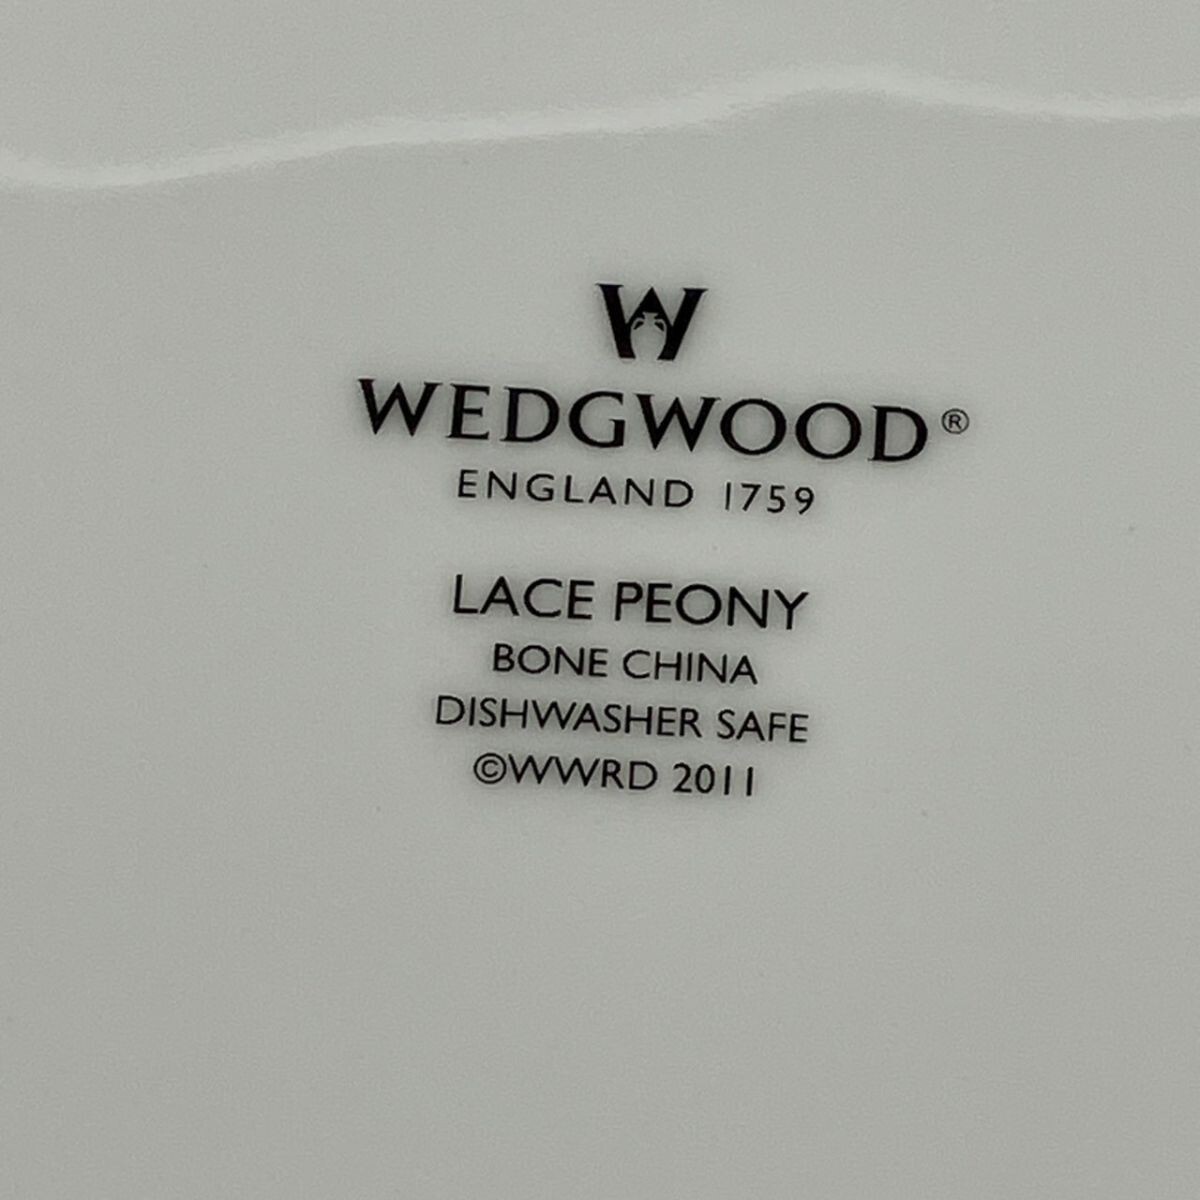 W
WEDGWOOD®
ENGLAND 1759
LACE PEONY
BONE CHINA
DISHWASHER SAFE
©WWRD 2011